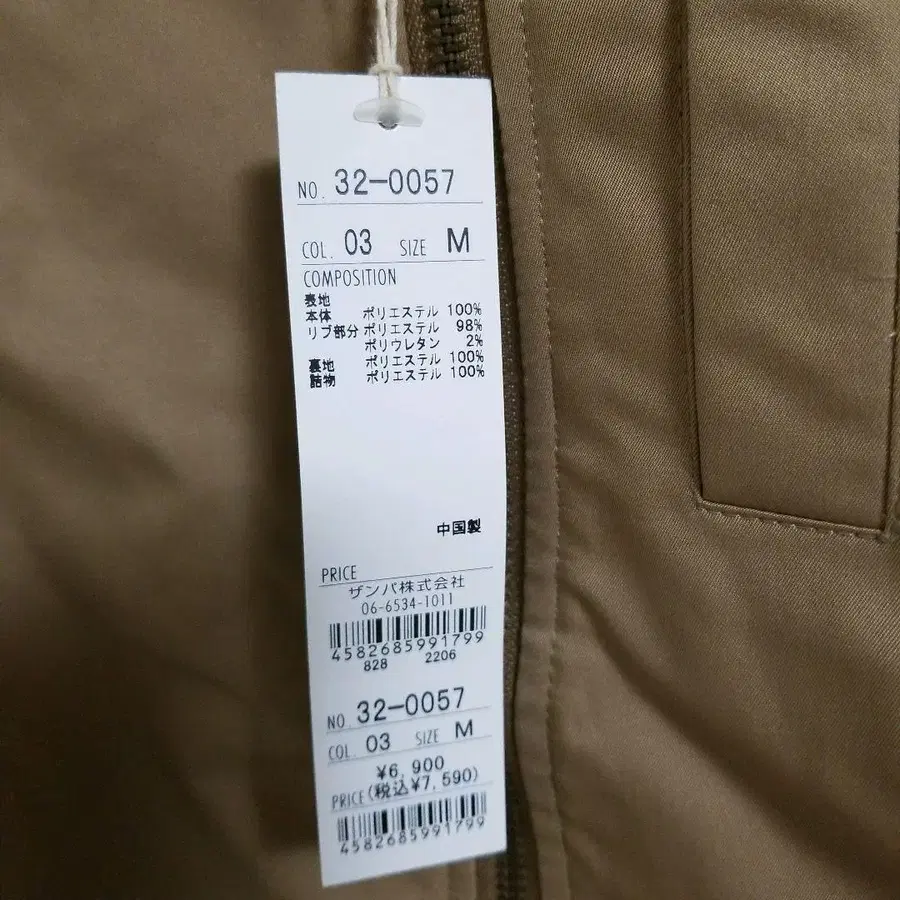 NO. 32-0057
COL. 03 SIZE M
COMPOSITION
表地
本体 ポリエステル 100%
リブ部分 ポリエステル 98%
ポリウレタン 2%
裏地 ポリエステル 100%
詰物 ポリエステル 100%
中国製
PRICE
ザンパ株式会社
06-6534-1011
4582685991799
828 2206
NO. 32-0057
COL. 03 SIZE M
¥6,900
PRICE(税込¥7,590)
4582685991799